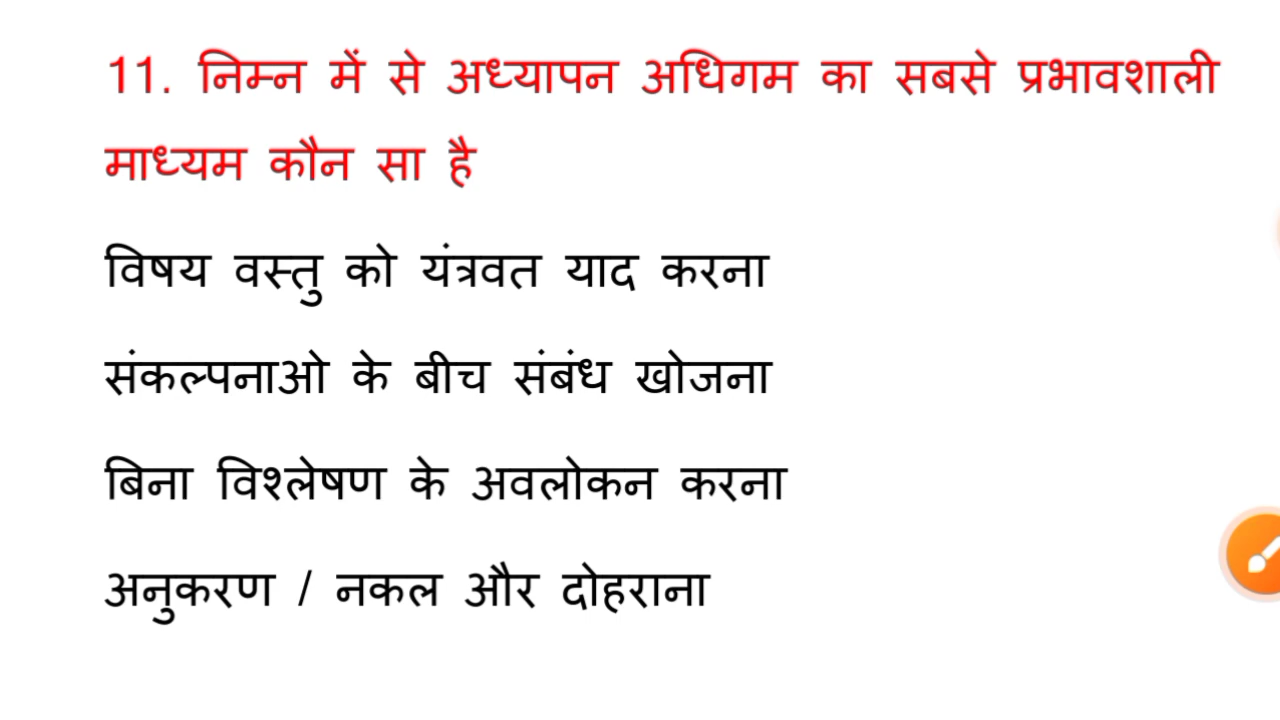 11. निम्न में से अध्यापन अधिगम का सबसे प्रभावशाली
माध्यम कौन सा है
विषय वस्तु को यंत्रवत याद करना
संकल्पनाओ के बीच संबंध खोजना
बिना विश्लेषण के अवलोकन करना
अनुकरण / नकल और दोहराना